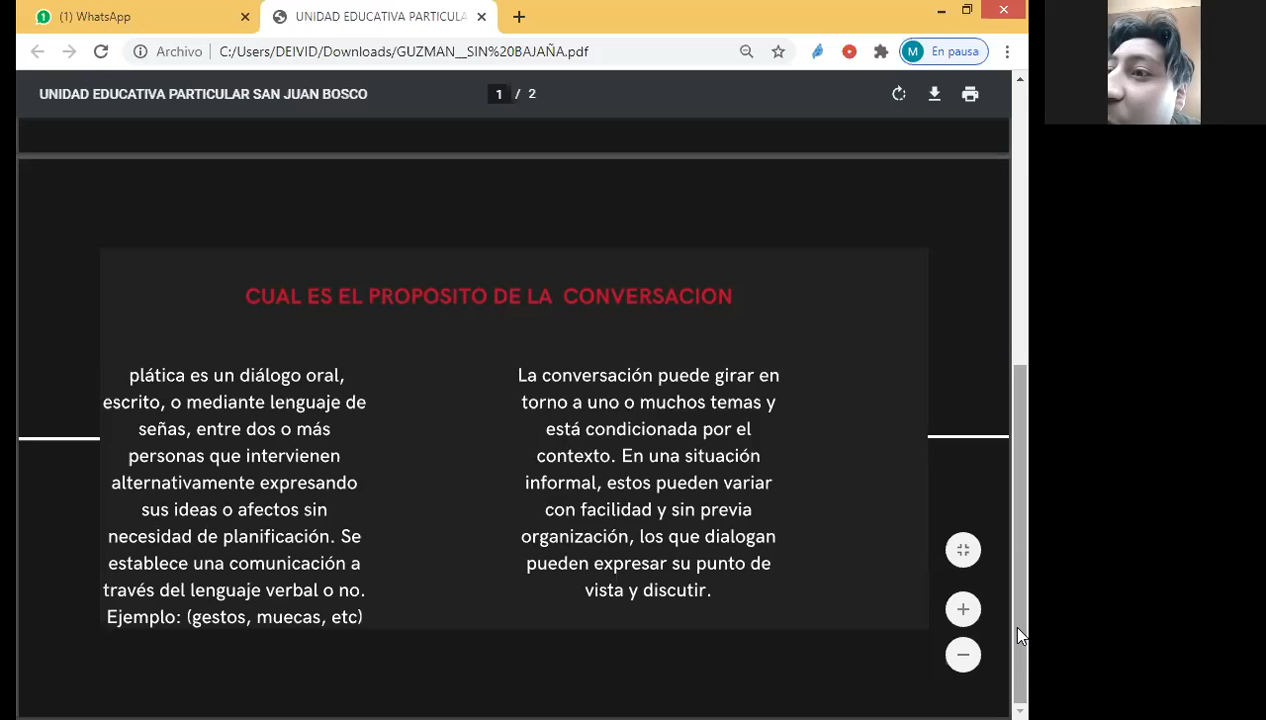 (1) WhatsApp
UNIDAD EDUCATIVA PARTICULA
Archivo
C:/Users/DEIVID/Downloads/GUZMAN__SIN%20BAJAÑA.pdf
M
En pausa
UNIDAD EDUCATIVA PARTICULAR SAN JUAN BOSCO
1 / 2
CUAL ES EL PROPOSITO DE LA CONVERSACION
plática es un diálogo oral,
escrito, o mediante lenguaje de
señas, entre dos o más
personas que intervienen
alternativamente expresando
sus ideas o afectos sin
necesidad de planificación. Se
establece una comunicación a
través del lenguaje verbal o no.
Ejemplo: (gestos, muecas, etc)
La conversación puede girar en
torno a uno o muchos temas y
está condicionada por el
contexto. En una situación
informal, estos pueden variar
con facilidad y sin previa
organización, los que dialogan
pueden expresar su punto de
vista y discutir.